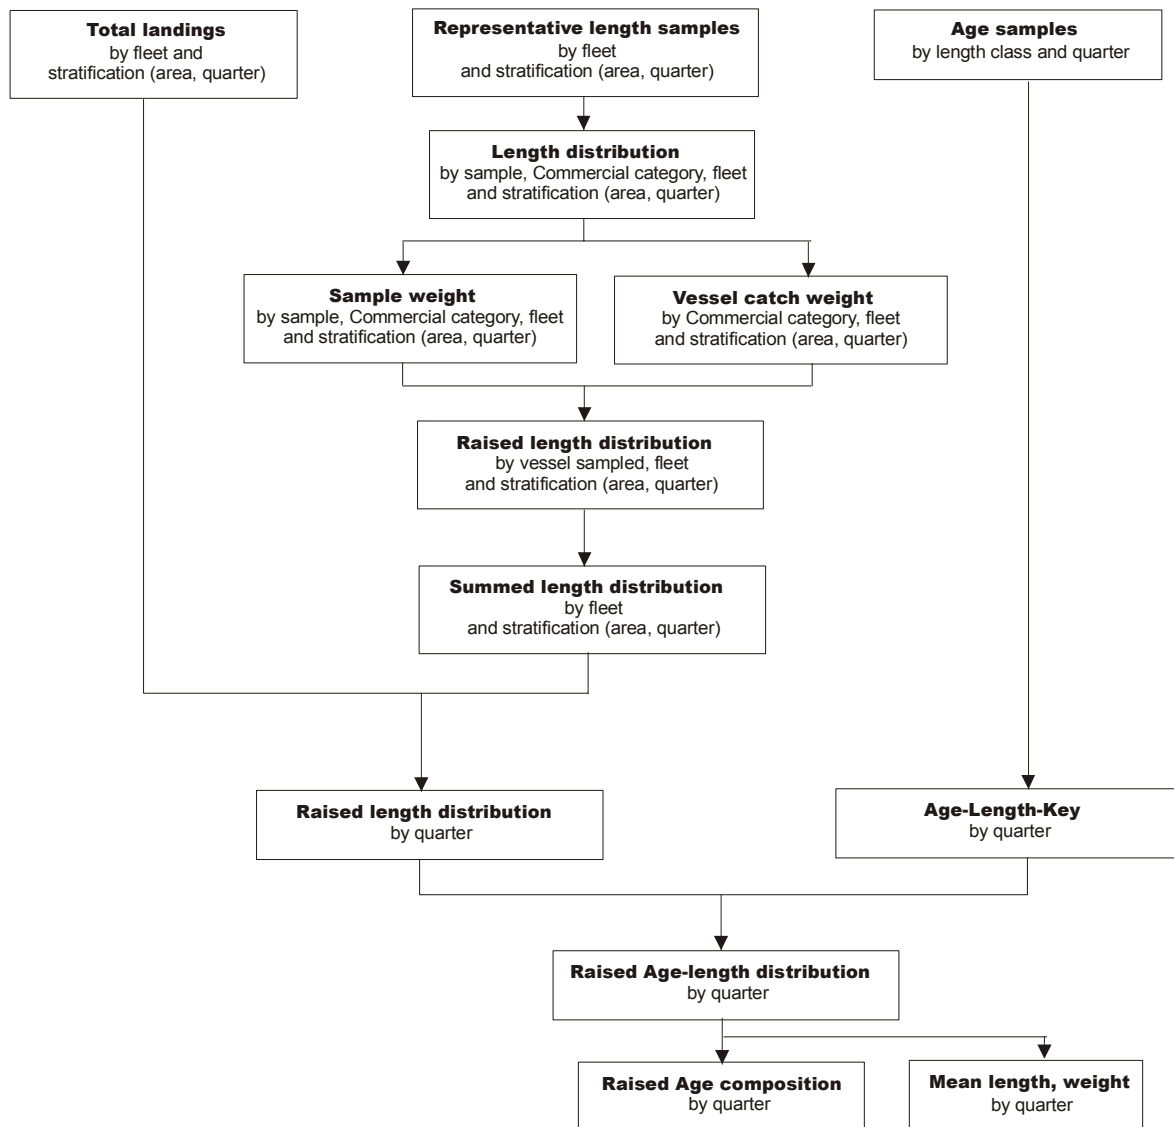 Total landings
by fleet and
stratification (area, quarter)
Representative length samples
by fleet
and stratification (area, quarter)
Age samples
by length class and quarter
Length distribution
by sample, Commercial category, fleet
and stratification (area, quarter)
Sample weight
by sample, Commercial category, fleet
and stratification (area, quarter)
Vessel catch weight
by Commercial category, fleet
and stratification (area, quarter)
Raised length distribution
by vessel sampled, fleet
and stratification (area, quarter)
Summed length distribution
by fleet
and stratification (area, quarter)
Raised length distribution
by quarter
Age-Length-Key
by quarter
Raised Age-length distribution
by quarter
Raised Age composition
by quarter
Mean length, weight
by quarter